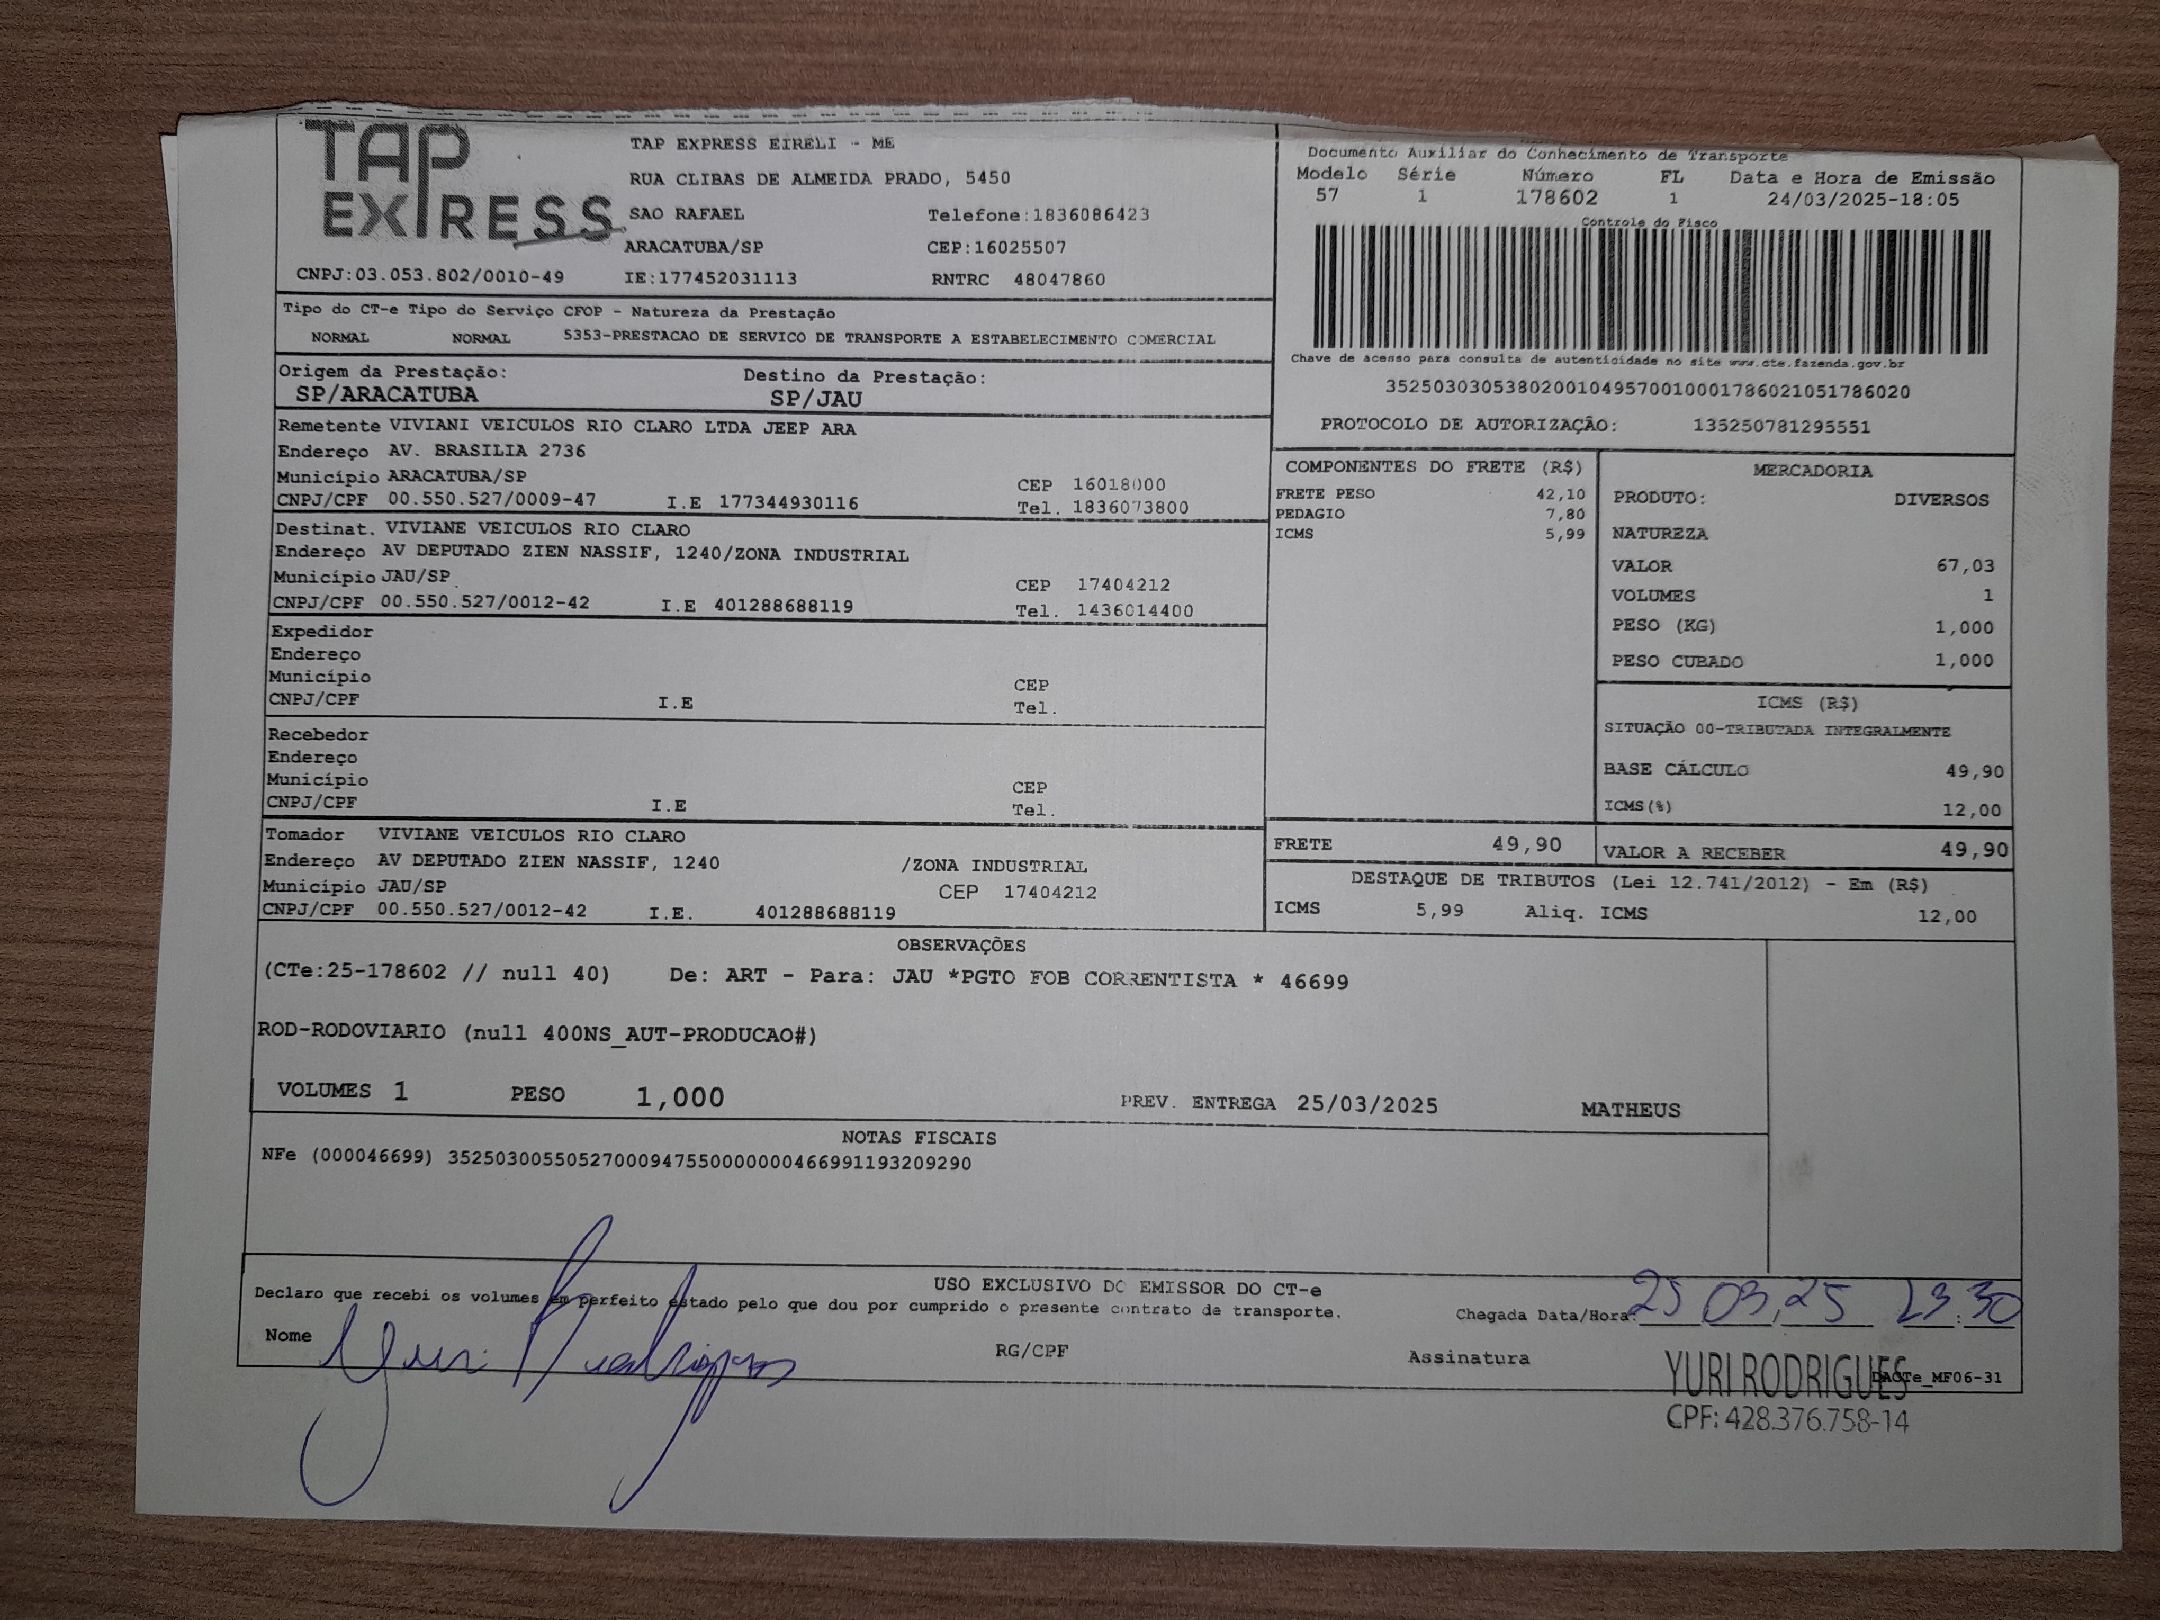 TAP EXPRESS
TAP EXPRESS EIRELI - ME
RUA CLIBAS DE ALMEIDA PRADO, 5450
SAO RAFAEL Telefone:1836086423
ARACATUBA/SP CEP:16025507
CNPJ:03.053.802/0010-49 IE:177452031113 RNTRC 48047860
Documento Auxiliar do Conhecimento de Transporte
Modelo Série Número FL Data e Hora de Emissão
57 1 178602 1 24/03/2025-18:05
Controle do Fisco
Chave de acesso para consulta de autenticidade no site www.cte.fazenda.gov.br
35250303053802001049570010001786021051786020
PROTOCOLO DE AUTORIZAÇÃO: 135250781295551
Tipo do CT-e Tipo do Serviço CFOP - Natureza da Prestação
NORMAL NORMAL 5353-PRESTACAO DE SERVICO DE TRANSPORTE A ESTABELECIMENTO COMERCIAL
Origem da Prestação: Destino da Prestação:
SP/ARACATUBA SP/JAU
Remetente VIVIANI VEICULOS RIO CLARO LTDA JEEP ARA
Endereço AV. BRASILIA 2736
Município ARACATUBA/SP CEP 16018000
CNPJ/CPF 00.550.527/0009-47 I.E 177344930116 Tel. 1836073800
Destinat. VIVIANE VEICULOS RIO CLARO
Endereço AV DEPUTADO ZIEN NASSIF, 1240/ZONA INDUSTRIAL
Município JAU/SP CEP 17404212
CNPJ/CPF 00.550.527/0012-42 I.E 401288688119 Tel. 1436014400
Expedidor
Endereço
Município CEP
CNPJ/CPF I.E Tel.
Recebedor
Endereço
Município CEP
CNPJ/CPF I.E Tel.
Tomador VIVIANE VEICULOS RIO CLARO
Endereço AV DEPUTADO ZIEN NASSIF, 1240 /ZONA INDUSTRIAL
Município JAU/SP CEP 17404212
CNPJ/CPF 00.550.527/0012-42 I.E. 401288688119
COMPONENTES DO FRETE (R$)
FRETE PESO 42,10
PEDAGIO 7,80
ICMS 5,99
MERCADORIA
PRODUTO: DIVERSOS
NATUREZA
VALOR 67,03
VOLUMES 1
PESO (KG) 1,000
PESO CUBADO 1,000
ICMS (R$)
SITUAÇÃO 00-TRIBUTADA INTEGRALMENTE
BASE CÁLCULO 49,90
ICMS(%) 12,00
FRETE 49,90 VALOR A RECEBER 49,90
DESTAQUE DE TRIBUTOS (Lei 12.741/2012) - Em (R$)
ICMS 5,99 Aliq. ICMS 12,00
OBSERVAÇÕES
(CTe:25-178602 // null 40) De: ART - Para: JAU *PGTO FOB CORRENTISTA * 46699
ROD-RODOVIARIO (null 400NS_AUT-PRODUCAO#)
VOLUMES 1 PESO 1,000 PREV. ENTREGA 25/03/2025 MATHEUS
NOTAS FISCAIS
NFe (000046699) 35250300550527000947550000000466991193209290
USO EXCLUSIVO DO EMISSOR DO CT-e
Declaro que recebi os volumes em perfeito estado pelo que dou por cumprido o presente contrato de transporte.
Chegada Data/Hora: 25 03,25 23:30
Nome Yuri Rodrigues RG/CPF Assinatura
YURI RODRIGUES
DACTe_MF06-31
CPF: 428.376.758-14